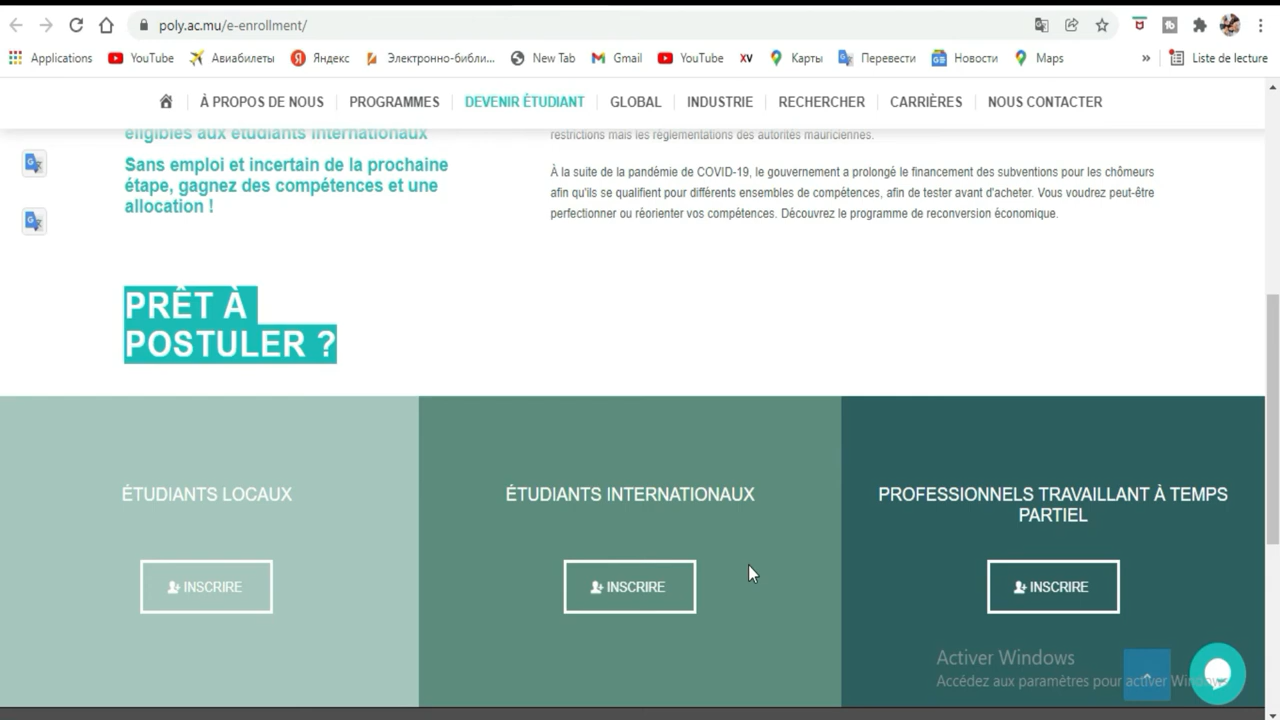 poly.ac.mu/e-enrollment/
Applications YouTube Авиабилеты Яндекс Электронно-библи... New Tab Gmail YouTube XV Карты Перевести Новости Maps » Liste de lecture
À PROPOS DE NOUS PROGRAMMES DEVENIR ÉTUDIANT GLOBAL INDUSTRIE RECHERCHER CARRIÈRES NOUS CONTACTER
éligibles aux étudiants internationaux
Sans emploi et incertain de la prochaine
étape, gagnez des compétences et une
allocation !
restrictions mais les réglementations des autorités mauriciennes.
À la suite de la pandémie de COVID-19, le gouvernement a prolongé le financement des subventions pour les chômeurs
afin qu'ils se qualifient pour différents ensembles de compétences, afin de tester avant d'acheter. Vous voudrez peut-être
perfectionner ou réorienter vos compétences. Découvrez le programme de reconversion économique.
PRÊT À
POSTULER ?
ÉTUDIANTS LOCAUX
INSCRIRE
ÉTUDIANTS INTERNATIONAUX
INSCRIRE
PROFESSIONNELS TRAVAILLANT À TEMPS
PARTIEL
INSCRIRE
Activer Windows
Accédez aux paramètres pour activer Windows.